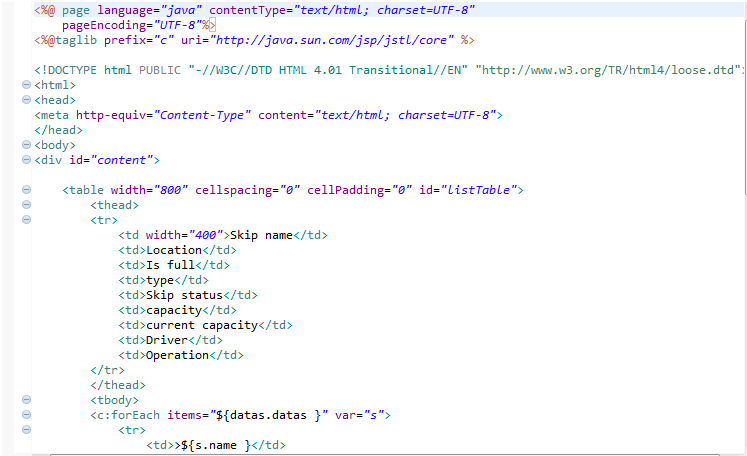 <%@ page language="java" contentType="text/html; charset=UTF-8"
    pageEncoding="UTF-8"%>
<%@taglib prefix="c" uri="http://java.sun.com/jsp/jstl/core" %>

<!DOCTYPE html PUBLIC "-//W3C//DTD HTML 4.01 Transitional//EN" "http://www.w3.org/TR/html4/loose.dtd">
<html>
<head>
<meta http-equiv="Content-Type" content="text/html; charset=UTF-8">
</head>
<body>
<div id="content">

    <table width="800" cellspacing="0" cellPadding="0" id="listTable">
        <thead>
        <tr>
            <td width="400">Skip name</td>
            <td>Location</td>
            <td>Is full</td>
            <td>type</td>
            <td>Skip status</td>
            <td>capacity</td>
            <td>current capacity</td>
            <td>Driver</td>
            <td>Operation</td>
        </tr>
        </thead>
        <tbody>
        <c:forEach items="${datas.datas }" var="s">
            <tr>
                <td>>${s.name }</td>